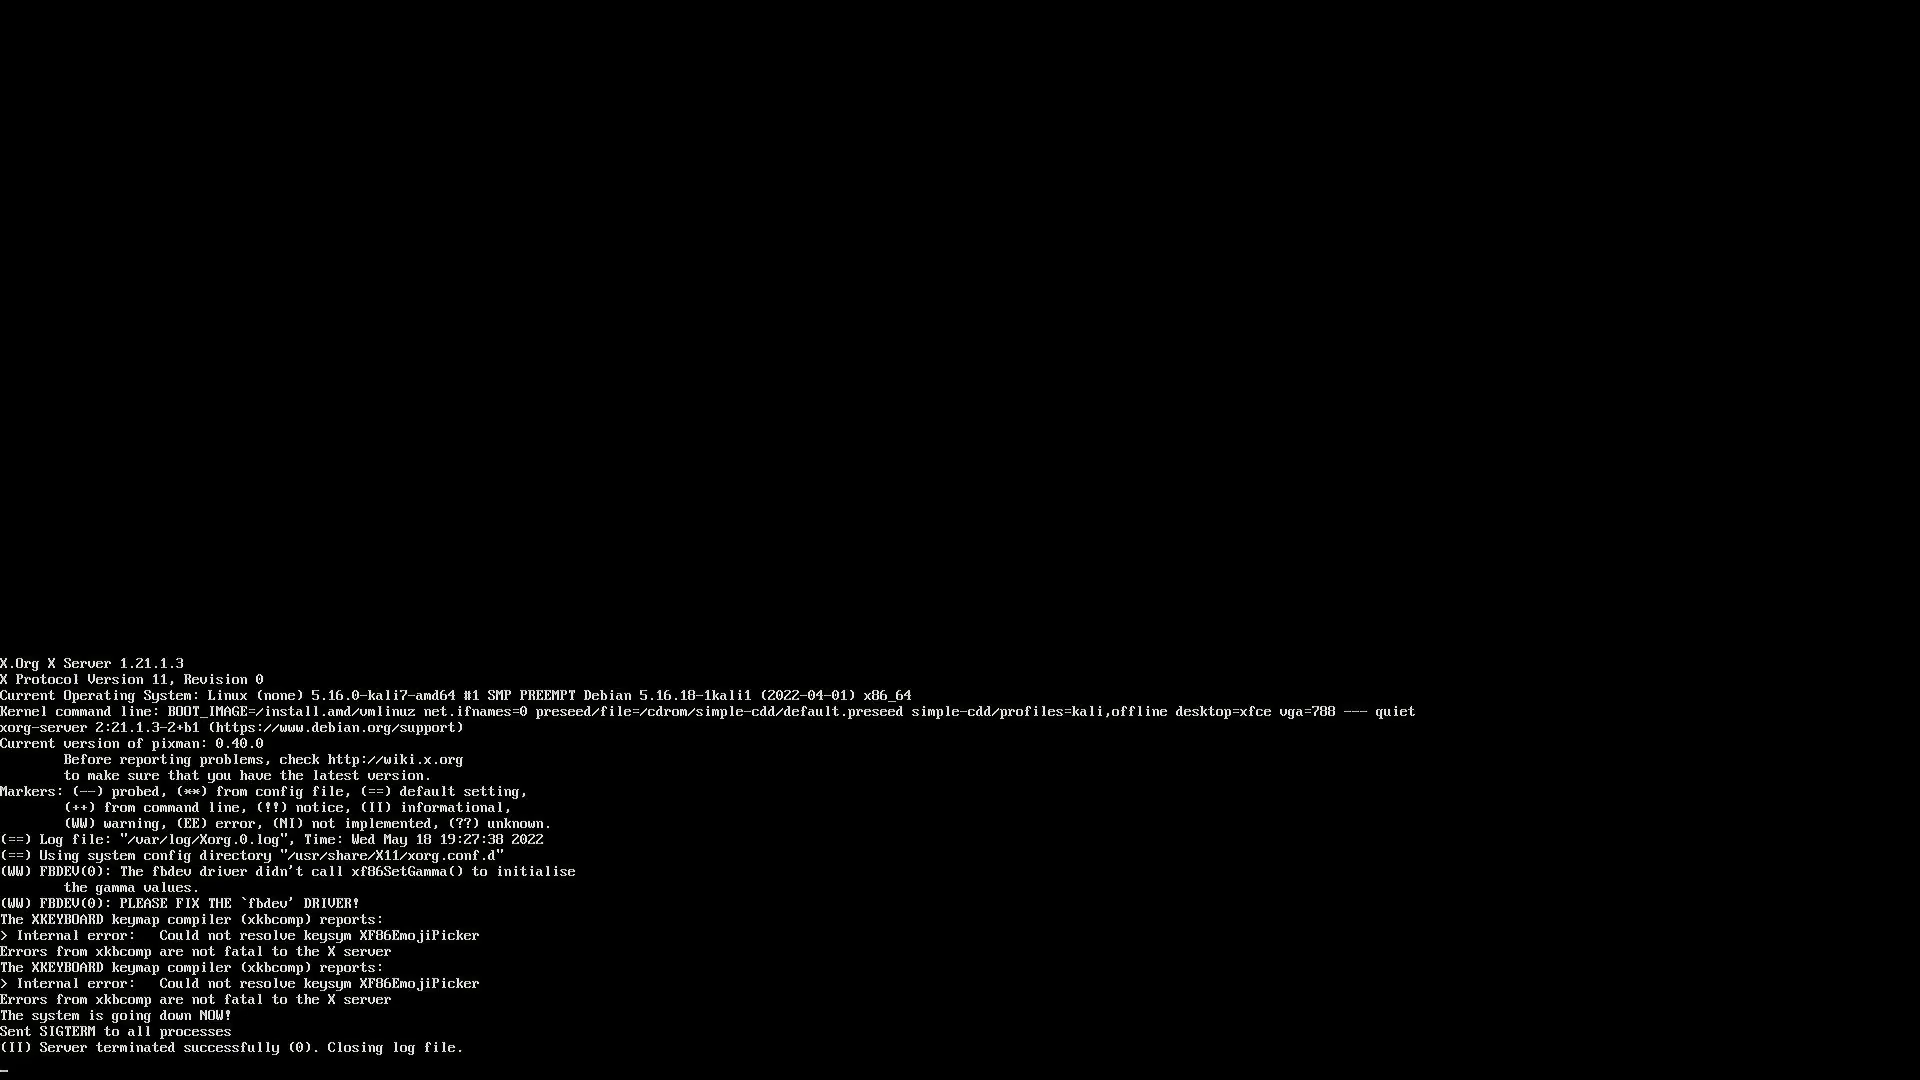 X.Org X Server 1.21.1.3
X Protocol Version 11, Revision 0
Current Operating System: Linux (none) 5.16.0-kali7-amd64 #1 SMP PREEMPT Debian 5.16.18-1kali1 (2022-04-01) x86_64
Kernel command line: BOOT_IMAGE=/install.amd/vmlinuz net.ifnames=0 preseed/file=/cdrom/simple-cdd/default.preseed simple-cdd/profiles=kali,offline desktop=xfce vga=788 --- quiet
xorg-server 2:21.1.3-2+b1 (https://www.debian.org/support)
Current version of pixman: 0.40.0
Before reporting problems, check http://wiki.x.org
to make sure that you have the latest version.
Markers: (--) probed, (**) from config file, (==) default setting,
(++) from command line, (!!) notice, (II) informational,
(WW) warning, (EE) error, (NI) not implemented, (??) unknown.
(==) Log file: "/var/log/Xorg.0.log", Time: Wed May 18 19:27:38 2022
(==) Using system config directory "/usr/share/X11/xorg.conf.d"
(WW) FBDEV(0): The fbdev driver didn't call xf86SetGamma() to initialise
the gamma values.
(WW) FBDEV(0): PLEASE FIX THE `fbdev' DRIVER!
The XKEYBOARD keymap compiler (xkbcomp) reports:
> Internal error:   Could not resolve keysym XF86EmojiPicker
Errors from xkbcomp are not fatal to the X server
The XKEYBOARD keymap compiler (xkbcomp) reports:
> Internal error:   Could not resolve keysym XF86EmojiPicker
Errors from xkbcomp are not fatal to the X server
The system is going down NOW!
Sent SIGTERM to all processes
(II) Server terminated successfully (0). Closing log file.
_